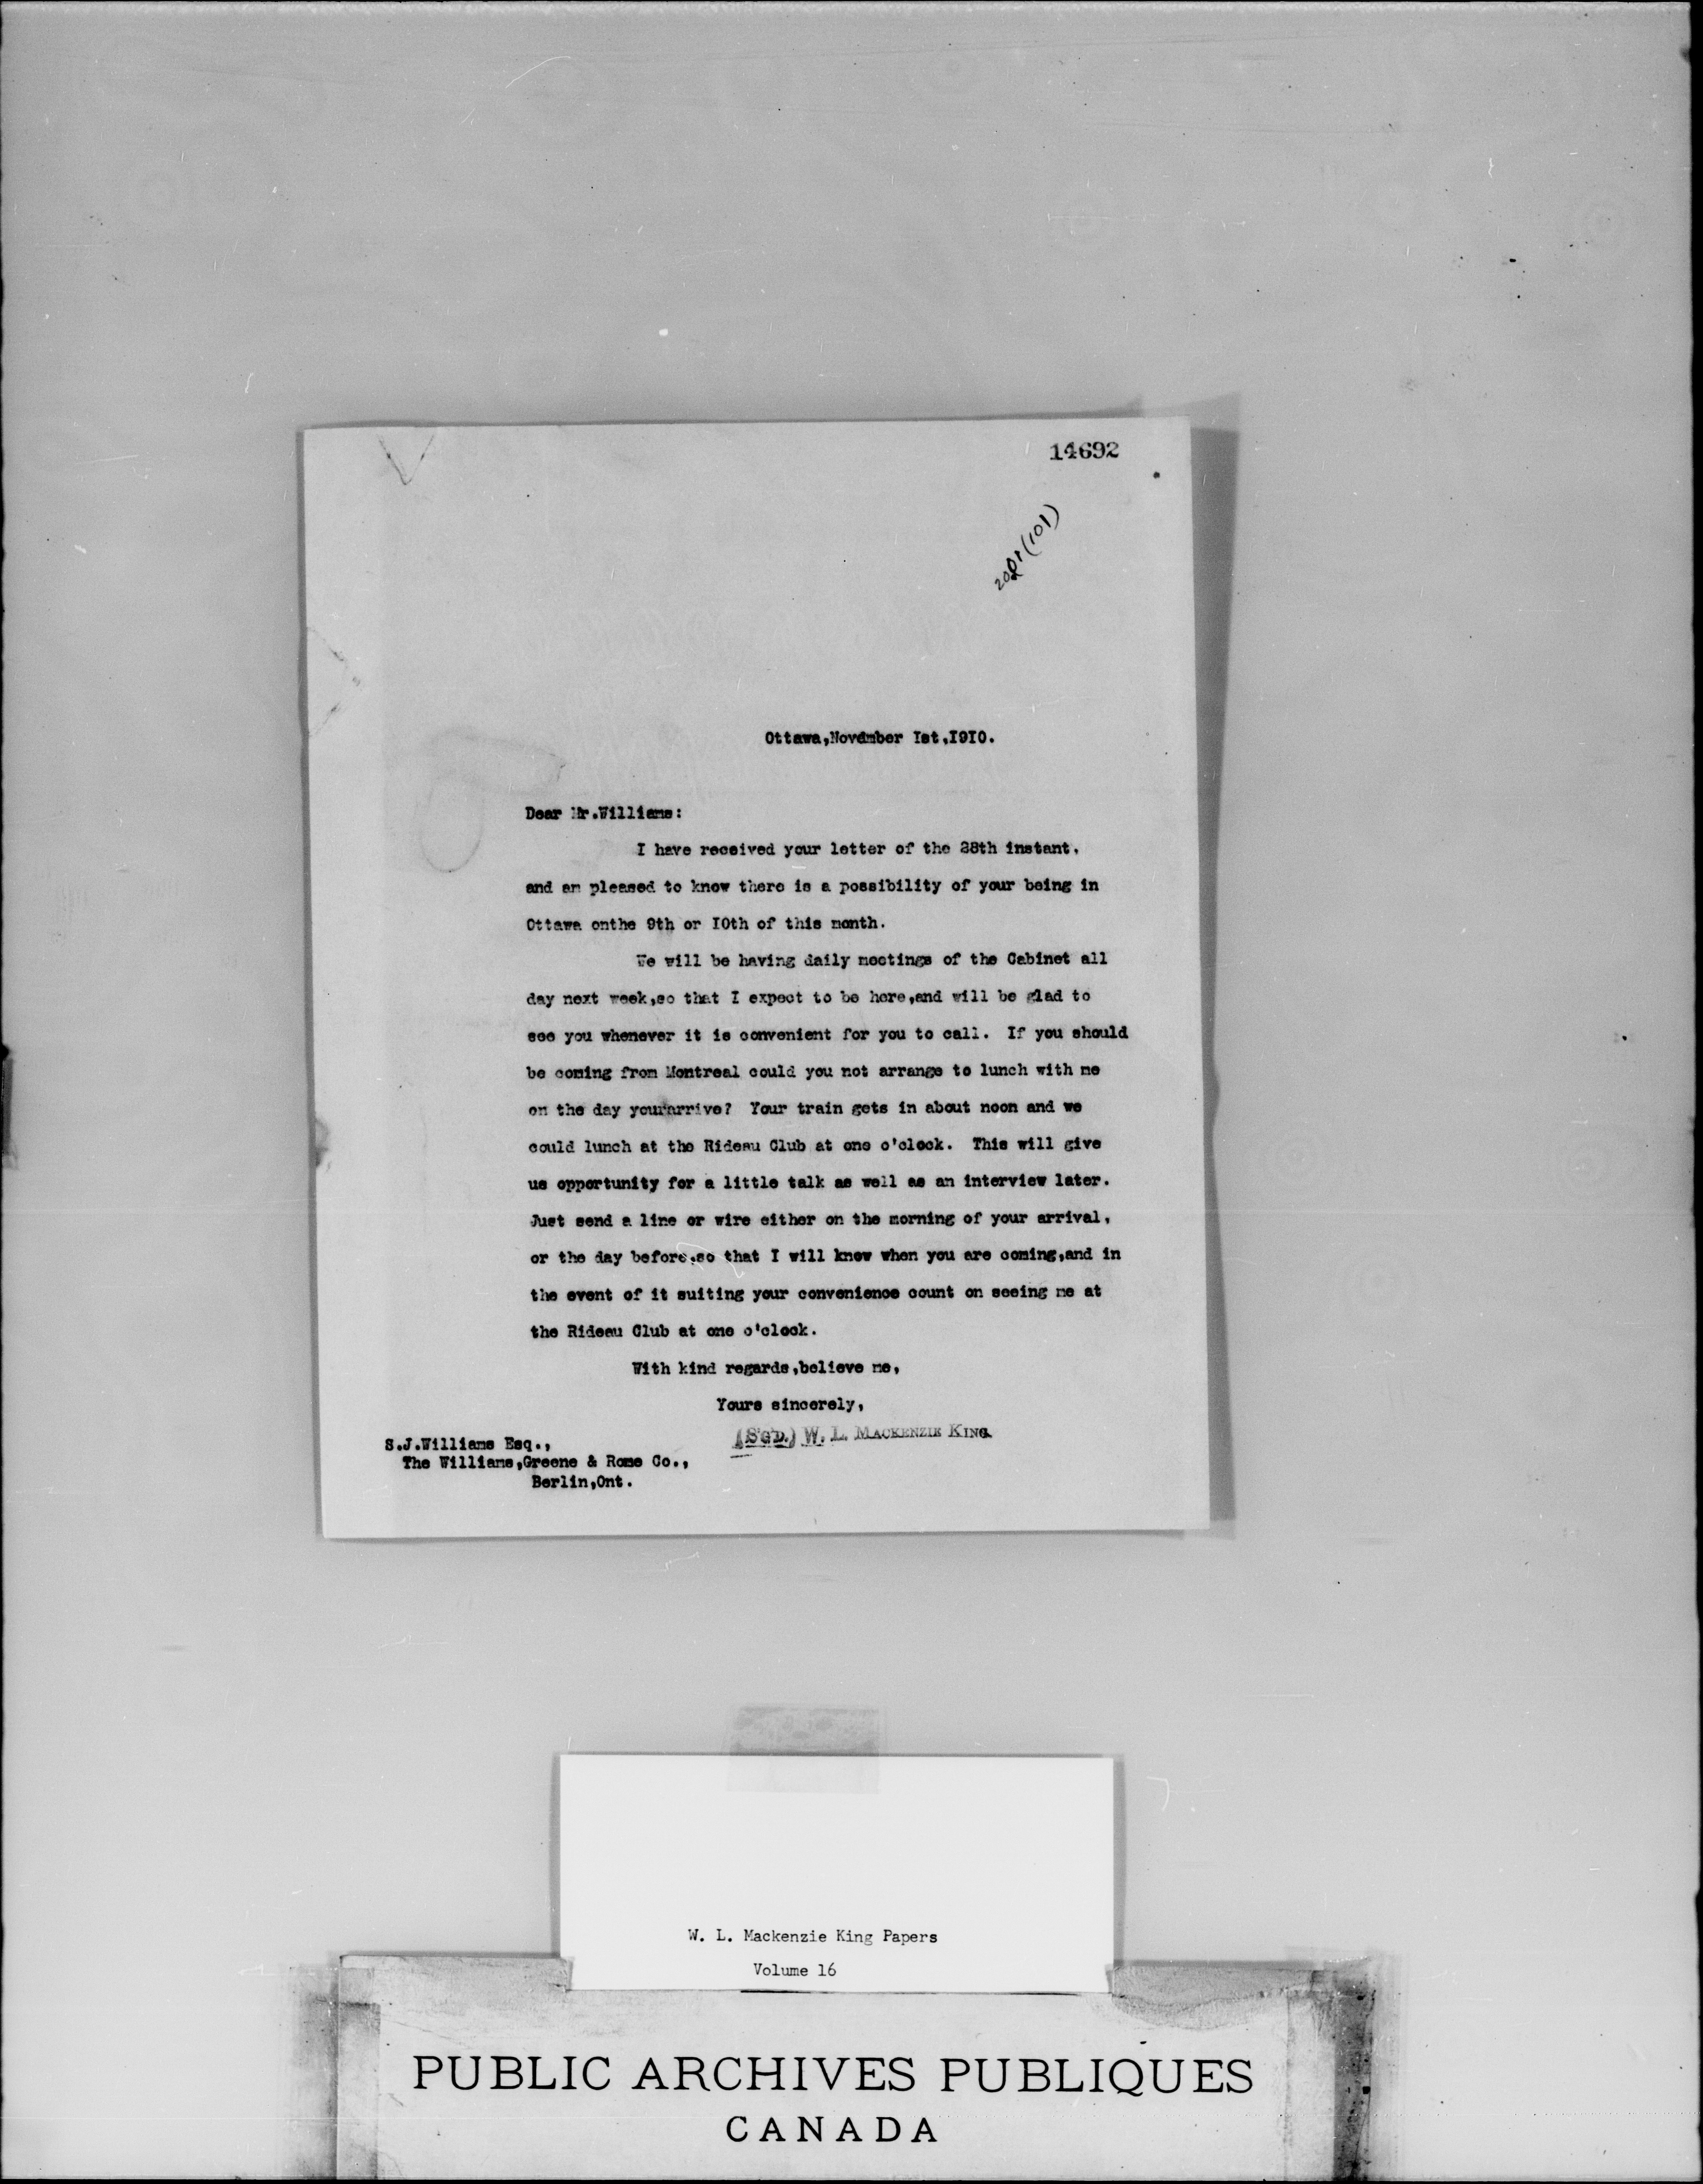 14692
(101)
Ottawa,November Ist,I9I0.
Dear Mr.Williams:
I have received your letter of the 28th instant,
and am pleased to know there is a possibility of your being in
Ottawa onthe 9th or I0th of this month.
We will be having daily meetings of the Cabinet all
day next week,so that I expect to be here,and will be glad to
see you whenever it is convenient for you to call. If you should
be coming from Montreal could you not arrange to lunch with me
on the day your arrive? Your train gets in about noon and we
could lunch at the Rideau Club at one o'clock. This will give
us opportunity for a little talk as well as an interview later.
Just send a line or wire either on the morning of your arrival,
or the day before,so that I will know when you are coming,and in
the event of it suiting your convenience count on seeing me at
the Rideau Club at one o'clock.
With kind regards,believe me,
Yours sincerely,
(SGD.) W. L. MACKENZIE KING.
S.J.Williams Esq.,
The Williams,Greene & Rome Co.,
Berlin,Ont.
W. L. Mackenzie King Papers
Volume 16
PUBLIC ARCHIVES PUBLIQUES
CANADA